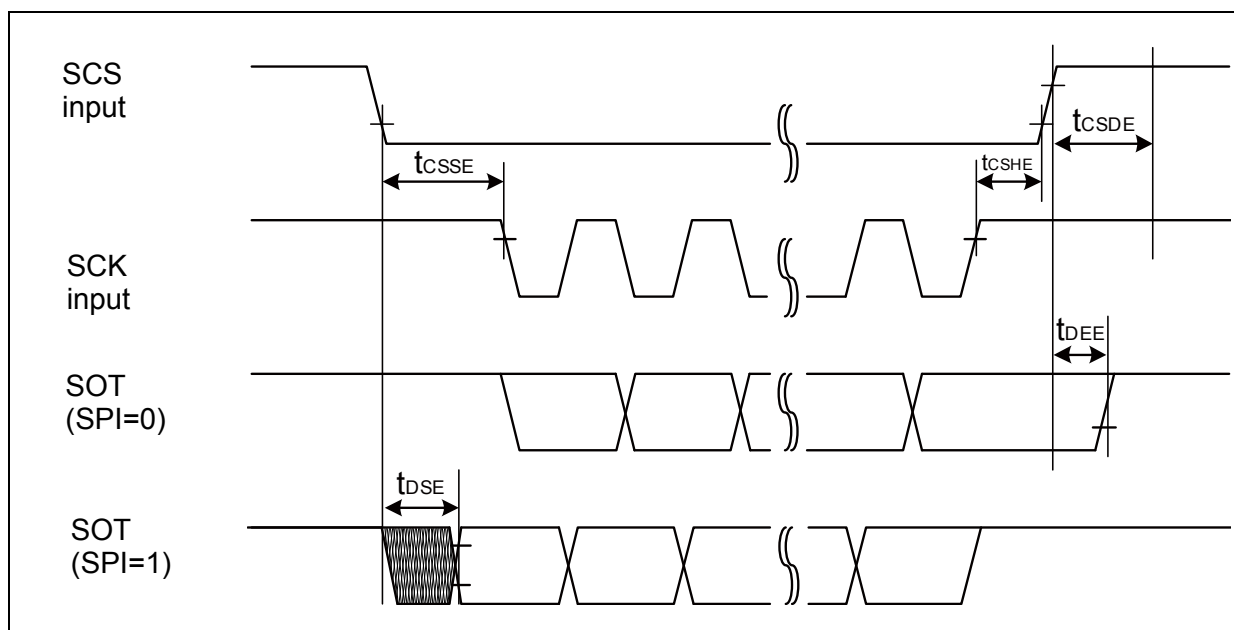 SCS
input
tCSDE
tCSSE
tCSHE
SCK
input
tDEE
SOT
(SPI=0)
tDSE
SOT
(SPI=1)